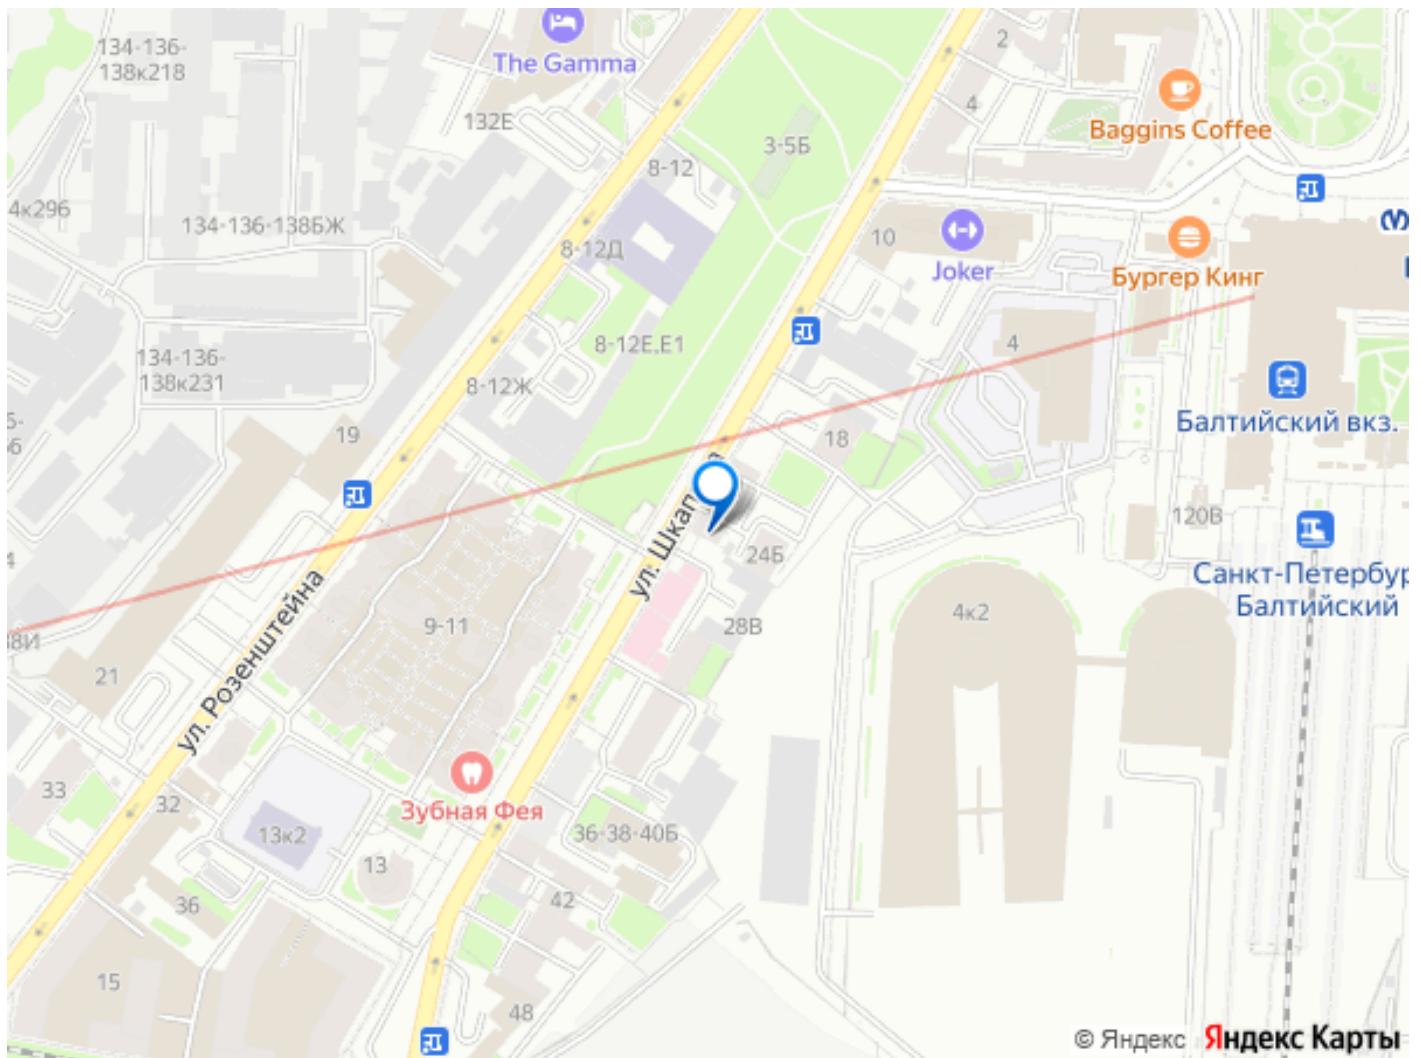 134-136-
138к218
The Gamma
132Е
2
4
Baggins Coffee
3-5Б
8-12
4к296
134-136-138БЖ
8-12Д
10
Joker
Бургер Кинг
134-136-
138к231
8-12Е,Е1
4
8-12Ж
18
19
Балтийский вкз.
ул. Шкап
120В
24Б
Санкт-Петербур
Балтийский
9-11
28В
4к2
38И
21
ул. Розенштейна
33
32
Зубная Фея
13к2
36-38-40Б
13
36
42
15
48
© Яндекс Яндекс Карты